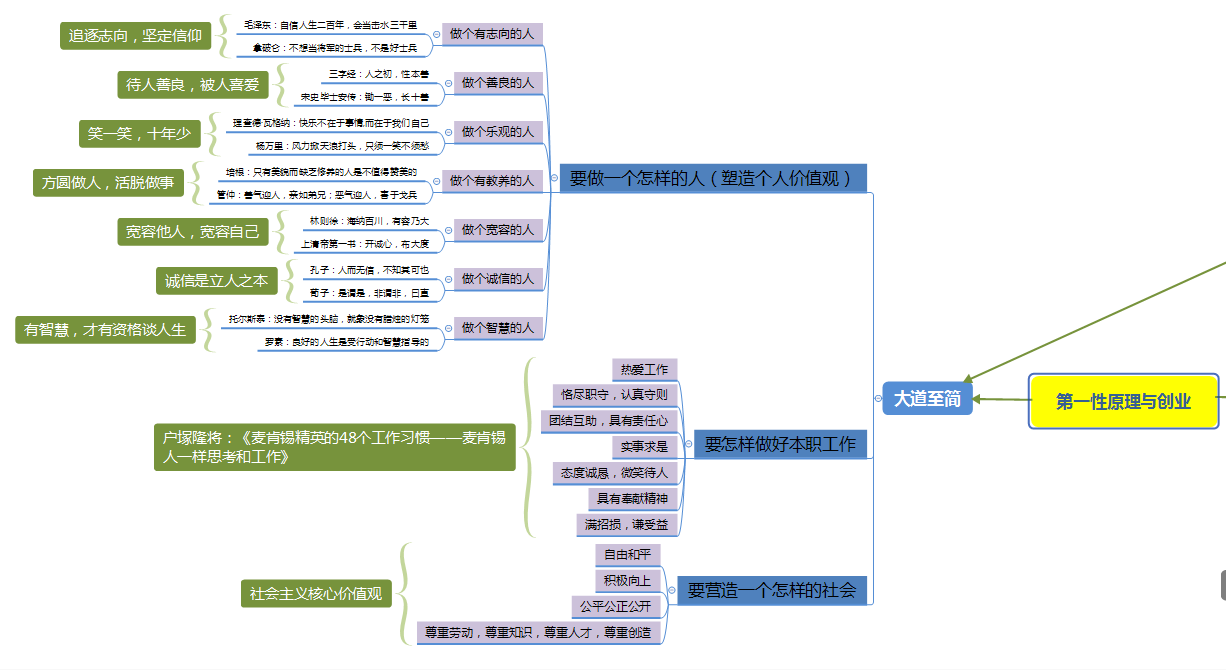 第一性原理与创业
大道至简
要做一个怎样的人（塑造个人价值观）
做个有志向的人
毛泽东：自信人生二百年，会当击水三千里
拿破仑：不想当将军的士兵，不是好士兵
追逐志向，坚定信仰
做个善良的人
三字经：人之初，性本善
宋史毕士安传：锄一恶，长十善
待人善良，被人喜爱
做个乐观的人
理查德·瓦格纳：快乐不在于事情,而在于我们自己
杨万里：风力掀天浪打头，只须一笑不须愁
笑一笑，十年少
做个有教养的人
培根：只有美貌而缺乏修养的人是不值得赞美的
管仲：善气迎人，亲如弟兄；恶气迎人，害于戈兵
方圆做人，活脱做事
做个宽容的人
林则徐：海纳百川，有容乃大
上清帝第一书：开诚心，布大度
宽容他人，宽容自己
做个诚信的人
孔子：人而无信，不知其可也
荀子：是谓是，非谓非，曰直
诚信是立人之本
做个智慧的人
托尔斯泰：没有智慧的头脑，就象没有腊烛的灯笼
罗素：良好的人生是受行动和智慧指导的
有智慧，才有资格谈人生
要怎样做好本职工作
热爱工作
恪尽职守，认真守则
团结互助，具有责任心
实事求是
态度诚恳，微笑待人
具有奉献精神
满招损，谦受益
户塚隆将：《麦肯锡精英的48个工作习惯——麦肯锡
人一样思考和工作》
要营造一个怎样的社会
自由和平
积极向上
公平公正公开
尊重劳动，尊重知识，尊重人才，尊重创造
社会主义核心价值观